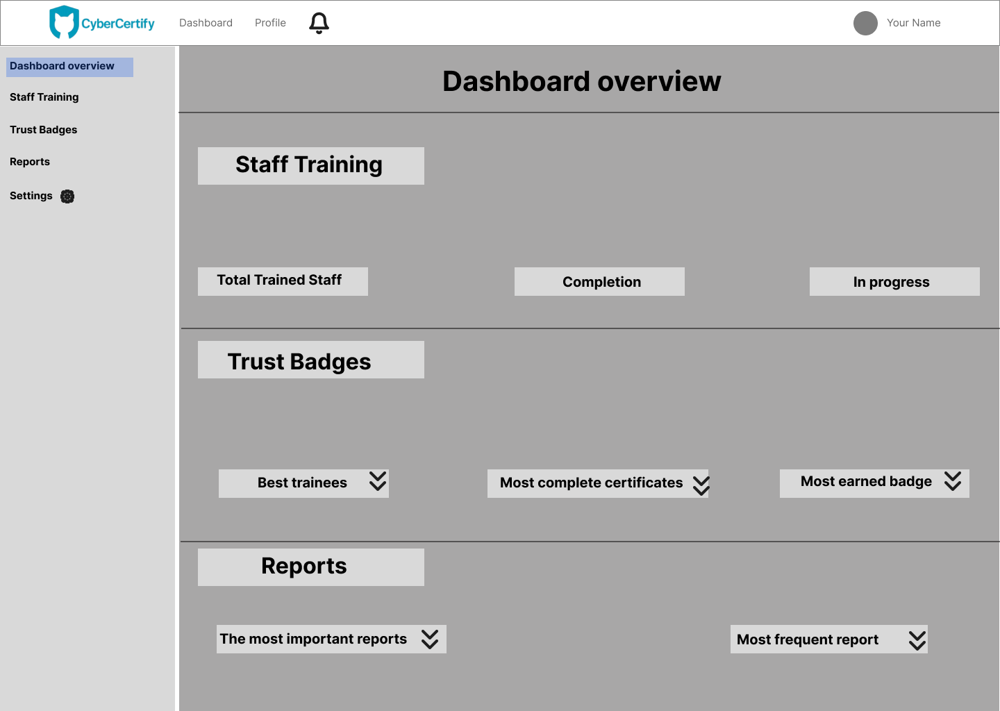 CyberCertify
Dashboard
Profile
Your Name
Dashboard overview
Staff Training
Trust Badges
Reports
Settings
Dashboard overview
Staff Training
Total Trained Staff
Completion
In progress
Trust Badges
Best trainees
Most complete certificates
Most earned badge
Reports
The most important reports
Most frequent report